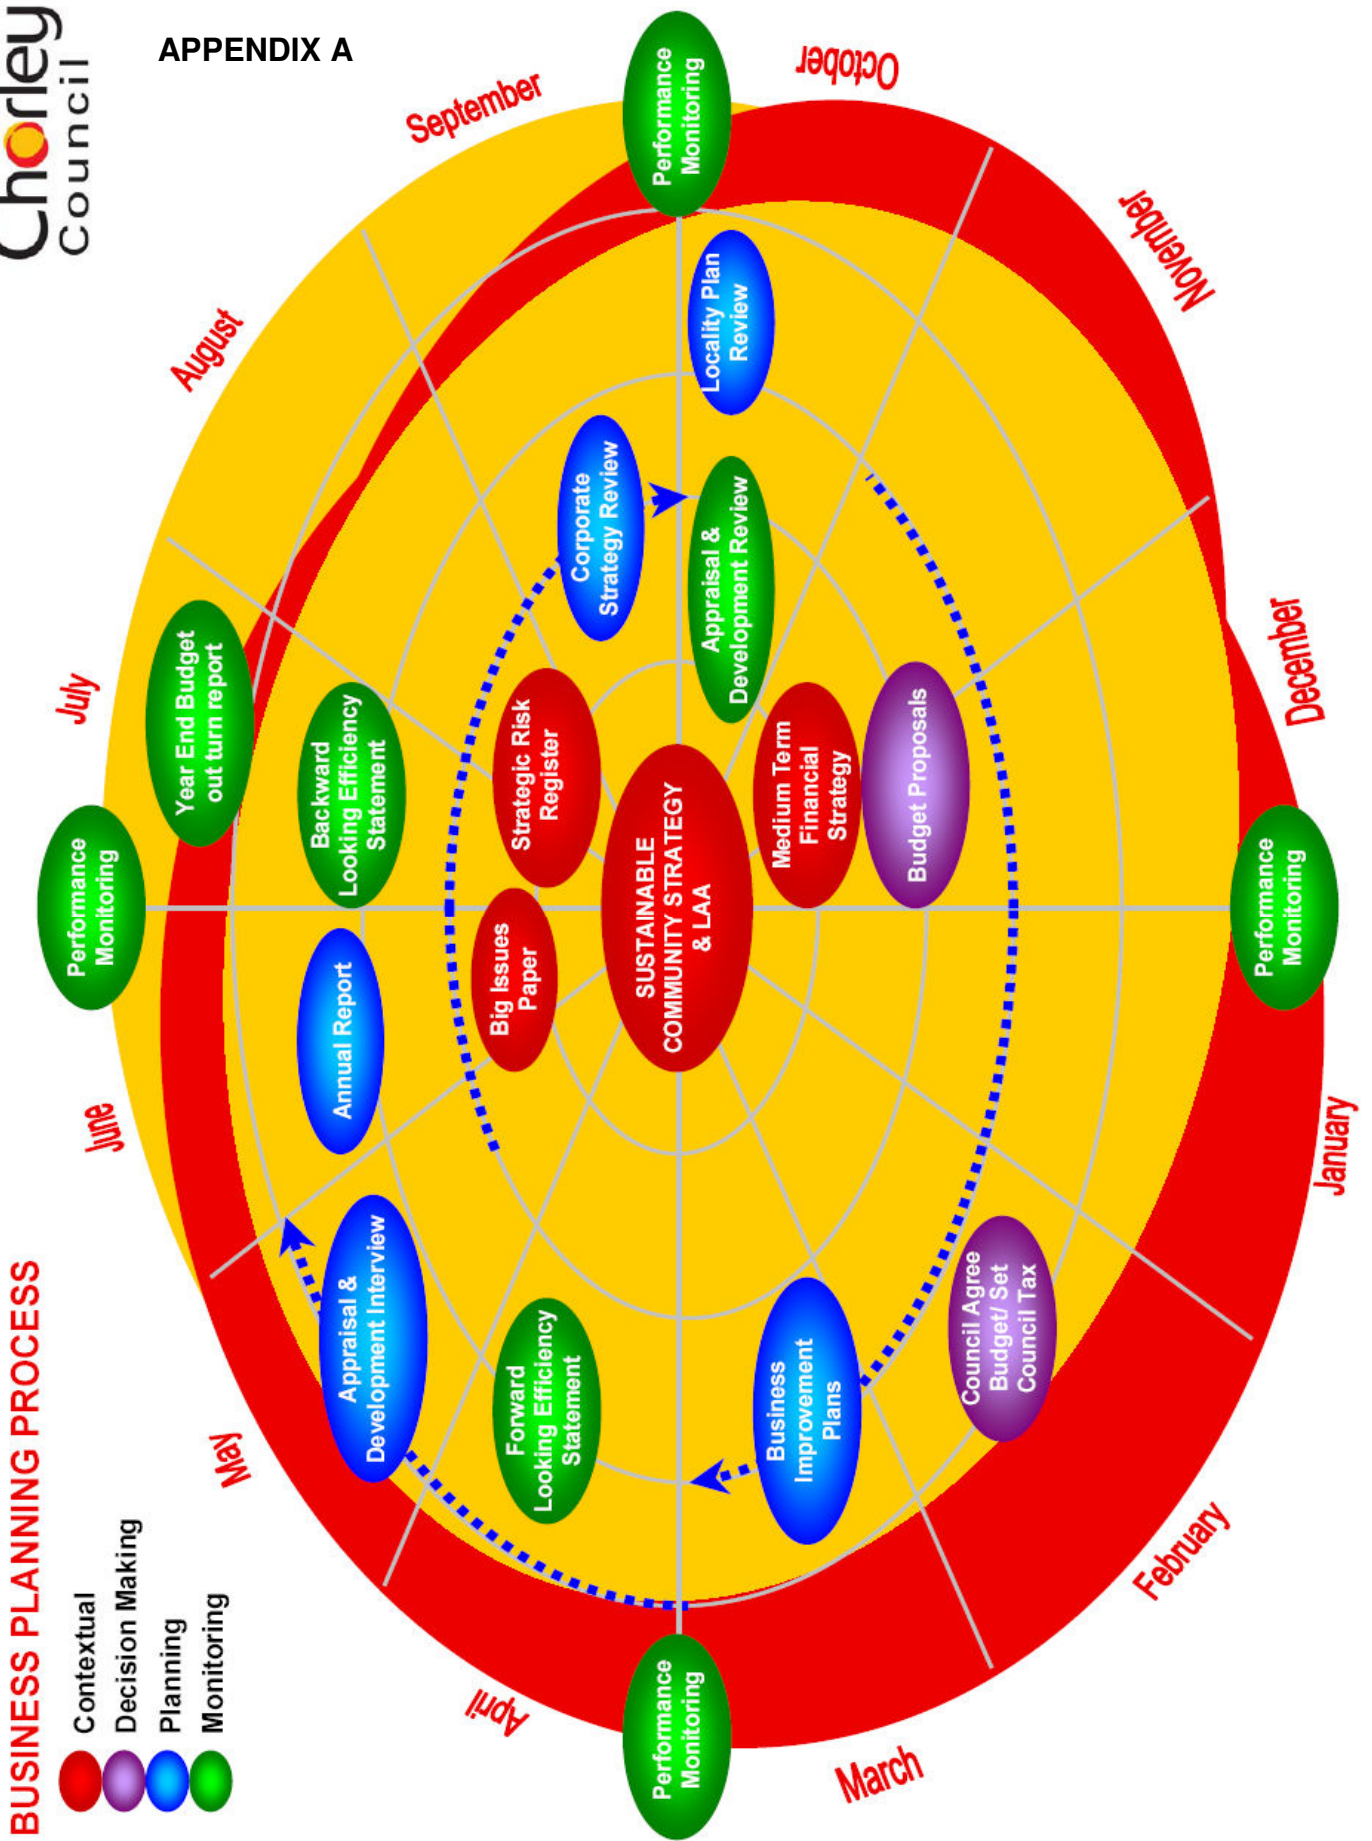 Chorley
Council
APPENDIX A
BUSINESS PLANNING PROCESS
Contextual
Decision Making
Planning
Monitoring
April
May
June
July
August
September
October
November
December
January
February
March
Performance
Monitoring
Performance
Monitoring
Performance
Monitoring
Performance
Monitoring
Year End Budget
out turn report
Backward
Looking Efficiency
Statement
Annual Report
Appraisal &
Development Interview
Forward
Looking Efficiency
Statement
Big Issues
Paper
Strategic Risk
Register
Corporate
Strategy Review
Locality Plan
Review
Appraisal &
Development Review
SUSTAINABLE
COMMUNITY STRATEGY
& LAA
Medium Term
Financial
Strategy
Budget Proposals
Business
Improvement
Plans
Council Agree
Budget/ Set
Council Tax